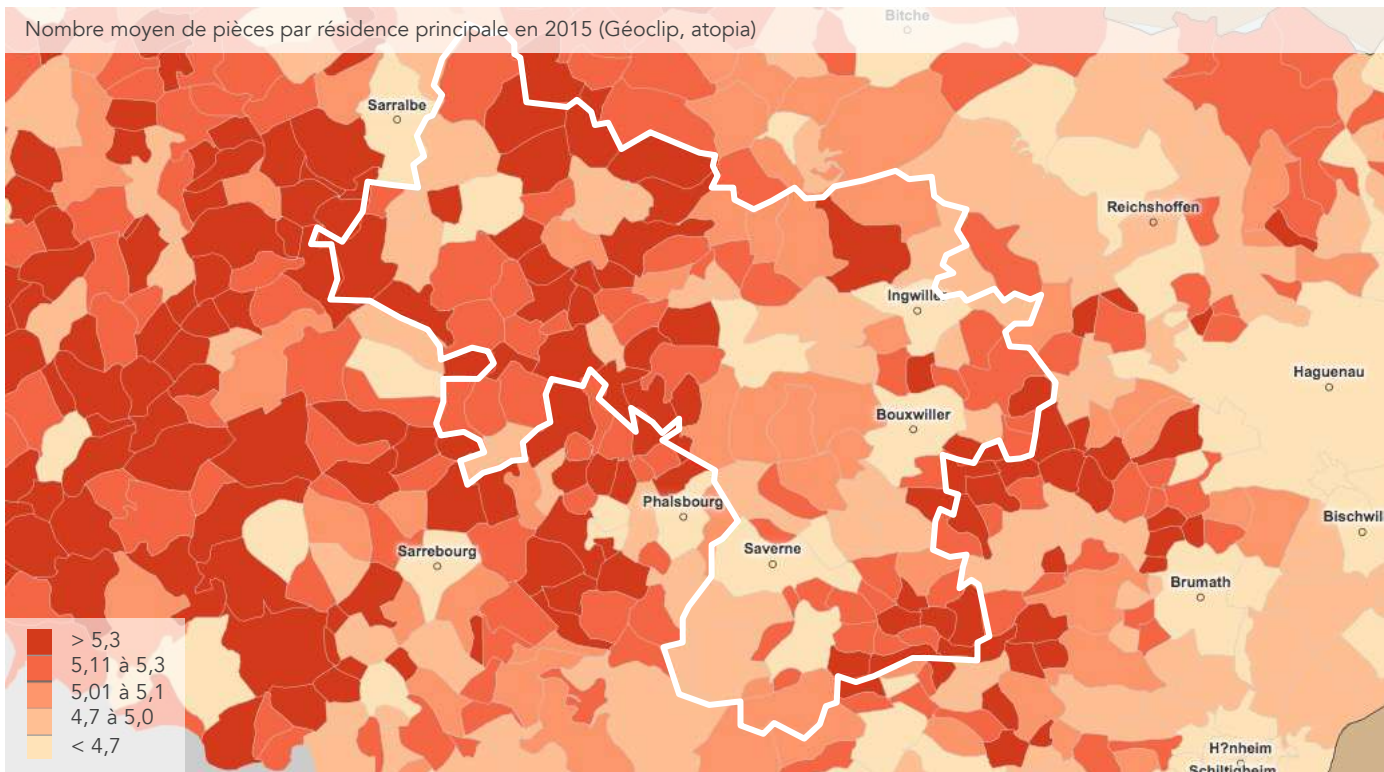 Nombre moyen de pièces par résidence principale en 2015 (Géoclip, atopia)
Bitche
Sarralbe
Reichshoffen
Ingwiller
Haguenau
Bouxwiller
Phalsbourg
Bischwill
Saverne
Sarrebourg
Brumath
> 5,3
5,11 à 5,3
5,01 à 5,1
4,7 à 5,0
< 4,7
H?nheim
Schiltigheim